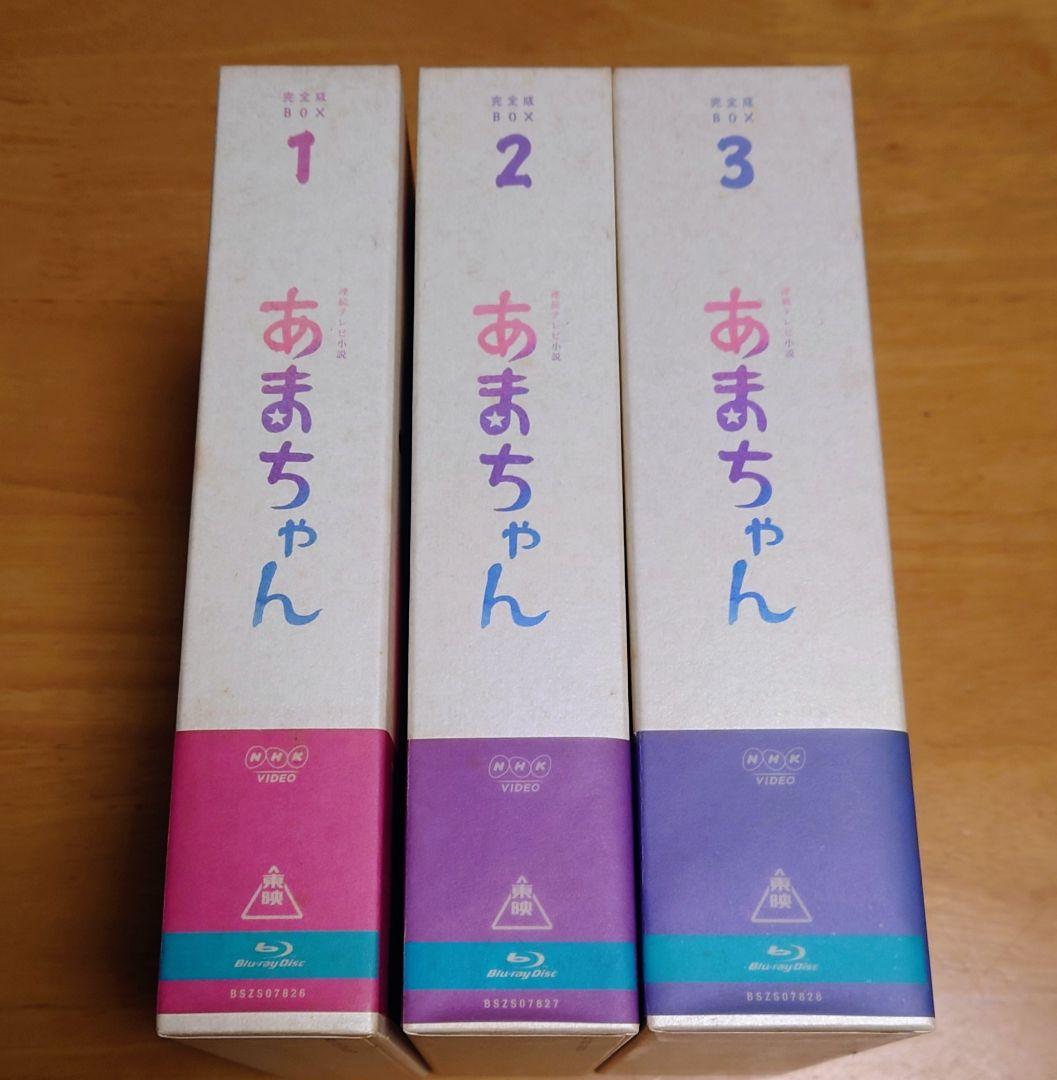 完全版
BOX
1
連続テレビ小説
あまちゃん
NHK
VIDEO
東映
Blu-ray Disc
BSZS07826
完全版
BOX
2
連続テレビ小説
あまちゃん
NHK
VIDEO
東映
Blu-ray Disc
BSZS07827
完全版
BOX
3
連続テレビ小説
あまちゃん
NHK
VIDEO
東映
Blu-ray Disc
BSZS07828